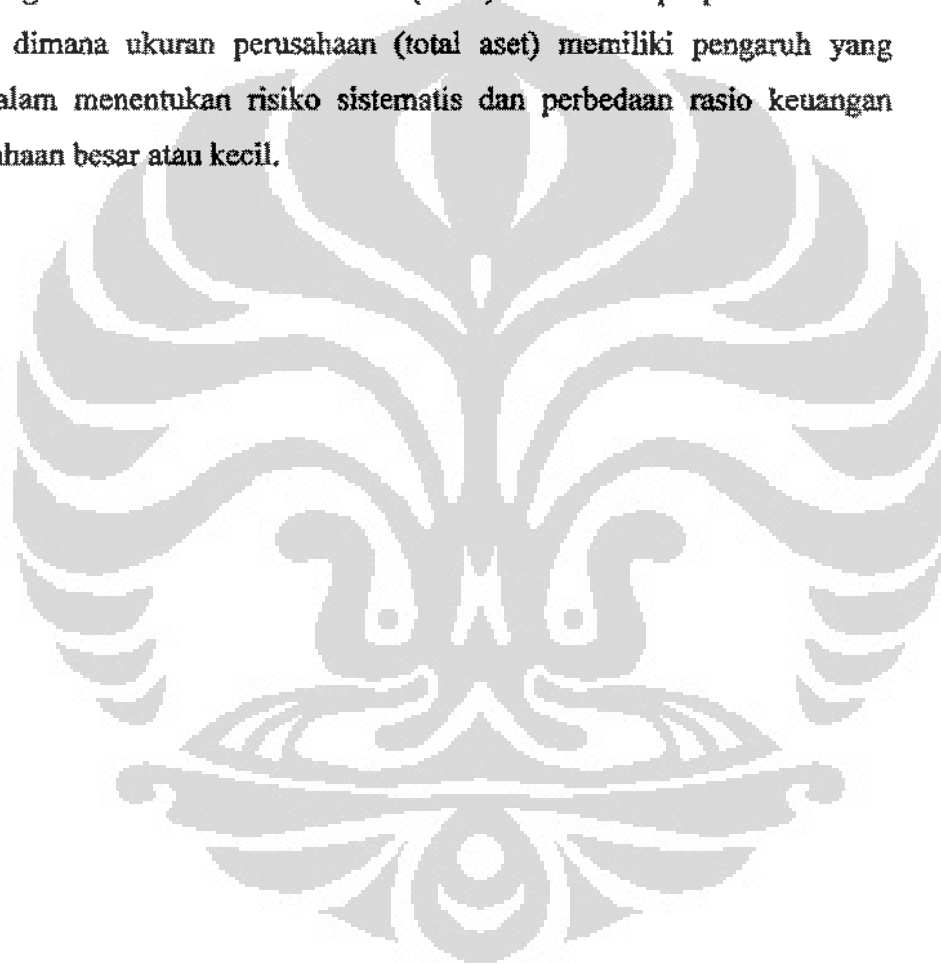 dimana ukuran perusahaan (total aset) memiliki pengaruh yang
alam menentukan risiko sistematis dan perbedaan rasio keuangan
ahaan besar atau kecil.